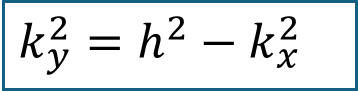 $k_y^2 = h^2 - k_x^2$